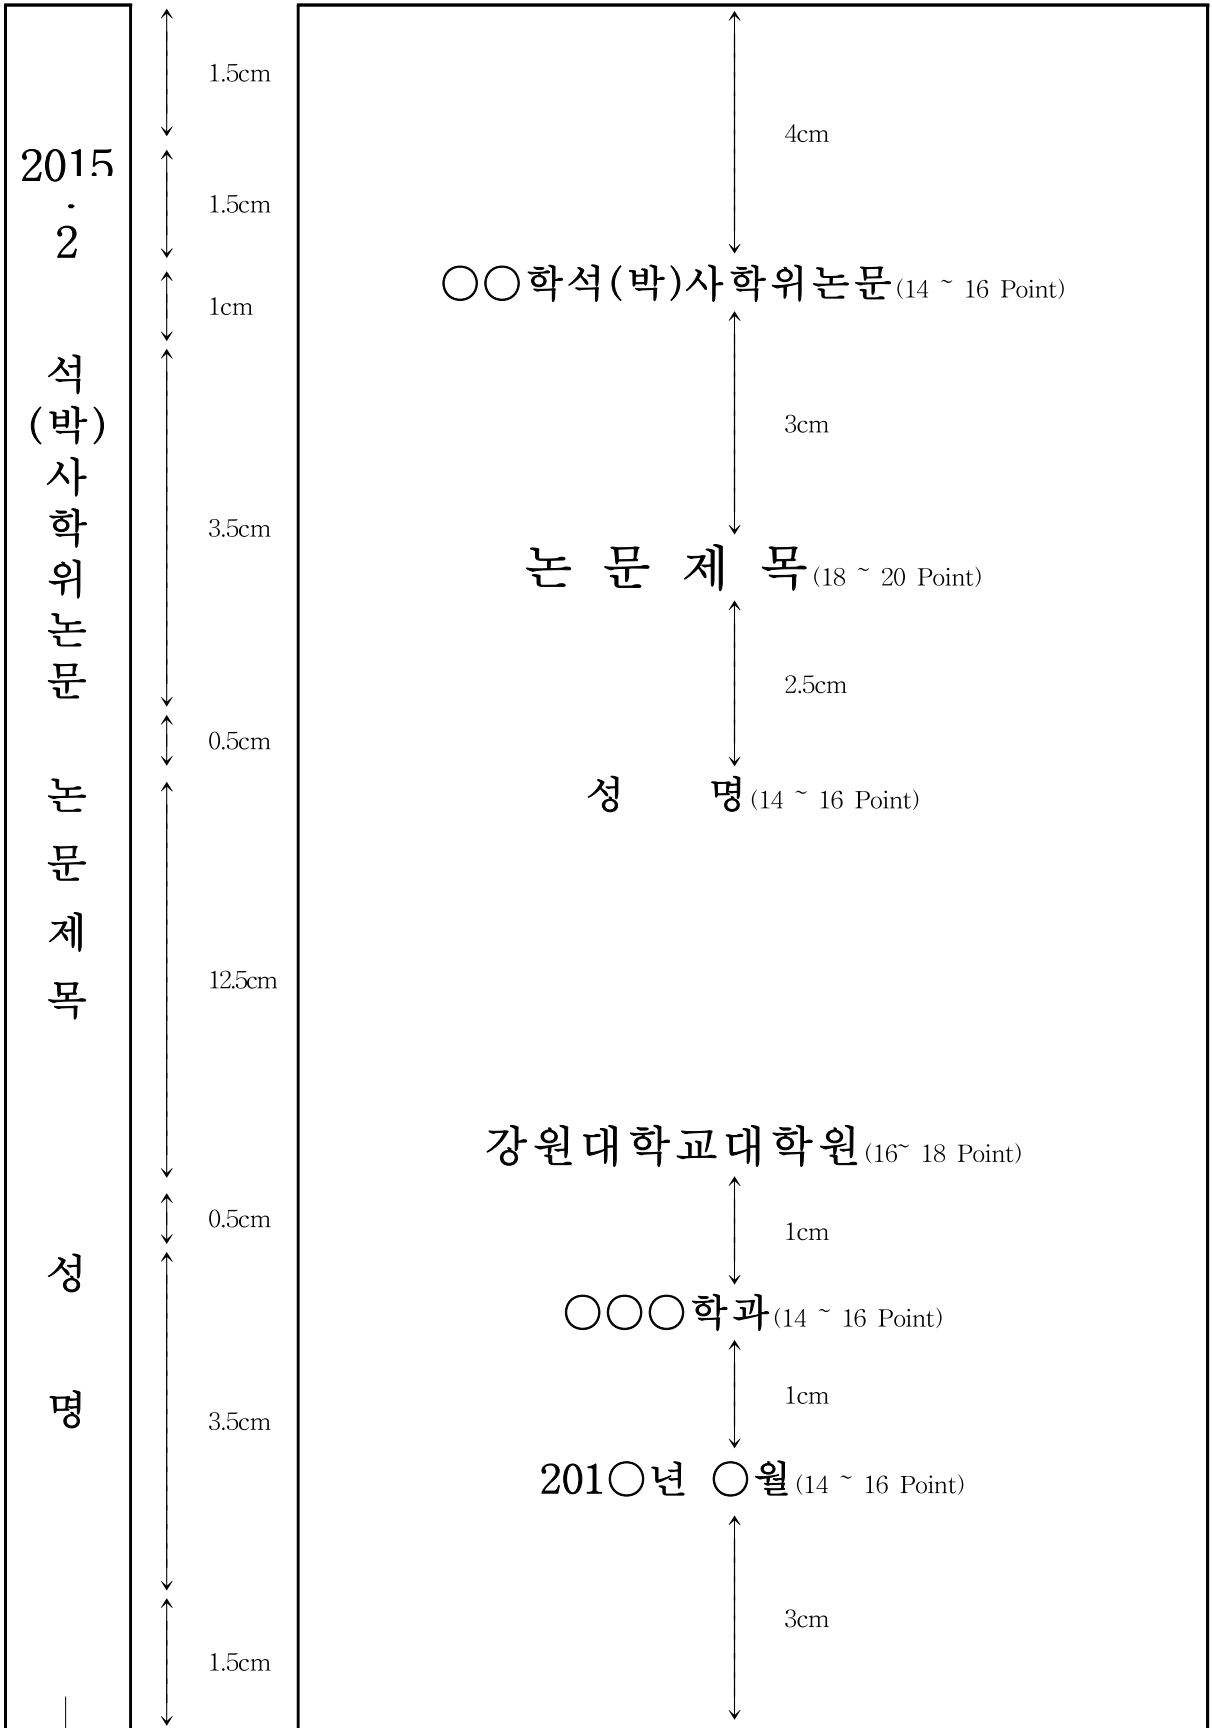 2015
.
2
석
(박)
사
학
위
논
문
논
문
제
목
성
명
1.5cm
1.5cm
1cm
3.5cm
0.5cm
12.5cm
0.5cm
3.5cm
1.5cm
4cm
○○학석(박)사학위논문(14 ~ 16 Point)
3cm
논 문 제 목(18 ~ 20 Point)
2.5cm
성 명(14 ~ 16 Point)
강원대학교대학원(16~ 18 Point)
1cm
○○○학과(14 ~ 16 Point)
1cm
201○년 ○월(14 ~ 16 Point)
3cm